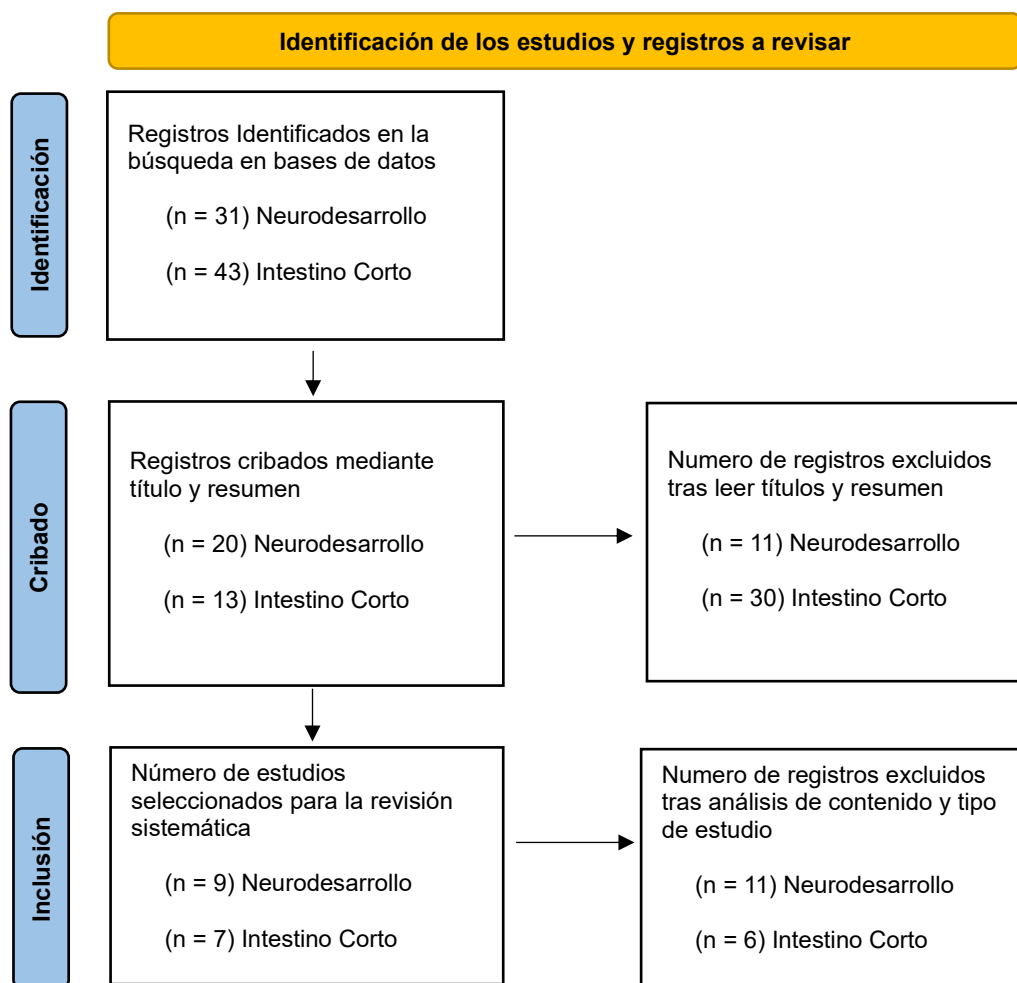 Identificación de los estudios y registros a revisar
Identificación
Registros Identificados en la
búsqueda en bases de datos
(n = 31) Neurodesarrollo
(n = 43) Intestino Corto
Cribado
Registros cribados mediante
título y resumen
(n = 20) Neurodesarrollo
(n = 13) Intestino Corto
Numero de registros excluidos
tras leer títulos y resumen
(n = 11) Neurodesarrollo
(n = 30) Intestino Corto
Inclusión
Número de estudios
seleccionados para la revisión
sistemática
(n = 9) Neurodesarrollo
(n = 7) Intestino Corto
Numero de registros excluidos
tras análisis de contenido y tipo
de estudio
(n = 11) Neurodesarrollo
(n = 6) Intestino Corto